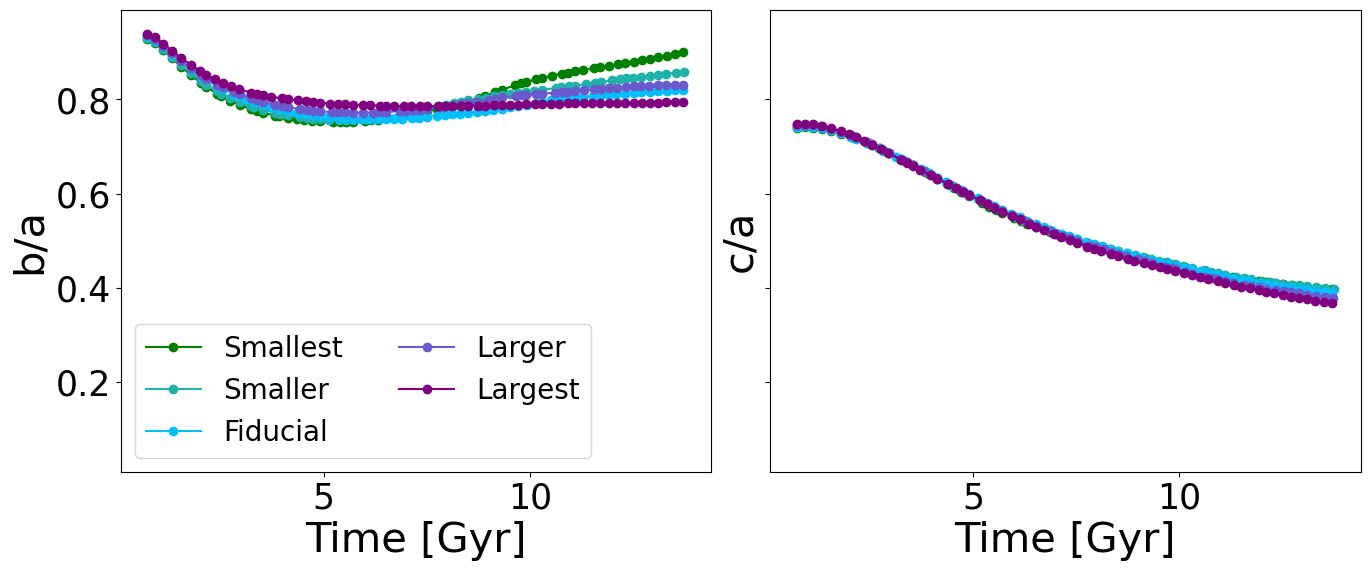 b/a
0.8
0.6
0.4
0.2
Smallest
Smaller
Fiducial
Larger
Largest
5
10
Time [Gyr]
c/a
5
10
Time [Gyr]